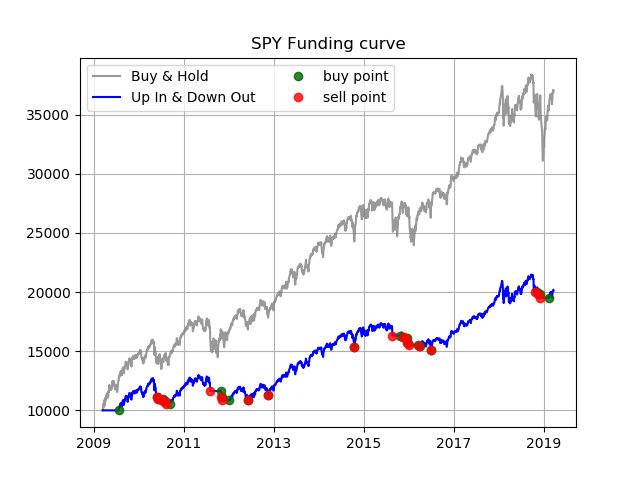 SPY Funding curve
Buy & Hold
Up In & Down Out
buy point
sell point
35000
30000
25000
20000
15000
10000
2009 2011 2013 2015 2017 2019